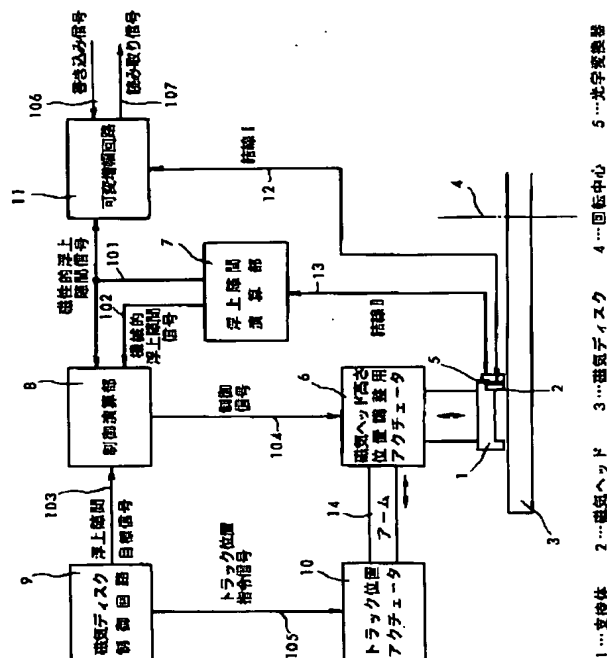 106
書き込み信号
読み取り信号
107
11
可変増幅回路
結線Ⅰ
12
磁性的浮上
隙間信号
101
102
機械的
浮上隙間
信号
7
浮上隙間
演算部
13
結線Ⅱ
8
制御演算部
制御
信号
104
6
磁気ヘッド高さ
位置調整用
アクチェータ
103
浮上隙間
目標信号
9
磁気ディスク
制御回路
トラック位置
指令信号
105
10
トラック位置
アクチェータ
14
アーム
4
5
2
1
3
1…支持体 2…磁気ヘッド 3…磁気ディスク 4…回転中心 5…光学変換器